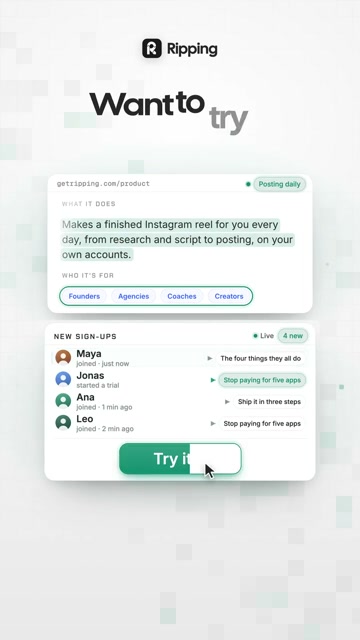 Ripping
Want to try
getripping.com/product
Posting daily
WHAT IT DOES
Makes a finished Instagram reel for you every
day, from research and script to posting, on your
own accounts.
WHO IT'S FOR
Founders
Agencies
Coaches
Creators
NEW SIGN-UPS
Live
4 new
Maya
joined · just now
The four things they all do
Jonas
started a trial
Stop paying for five apps
Ana
joined · 1 min ago
Ship it in three steps
Leo
joined · 2 min ago
Stop paying for five apps
Try it